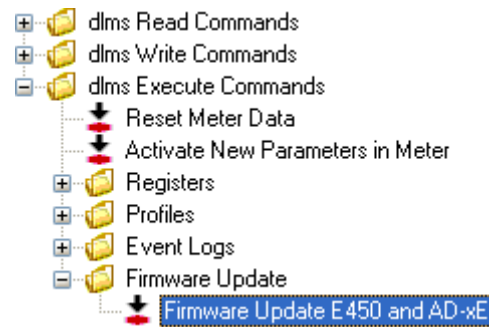 dlms Read Commands
dlms Write Commands
dlms Execute Commands
Reset Meter Data
Activate New Parameters in Meter
Registers
Profiles
Event Logs
Firmware Update
Firmware Update E450 and AD-xE